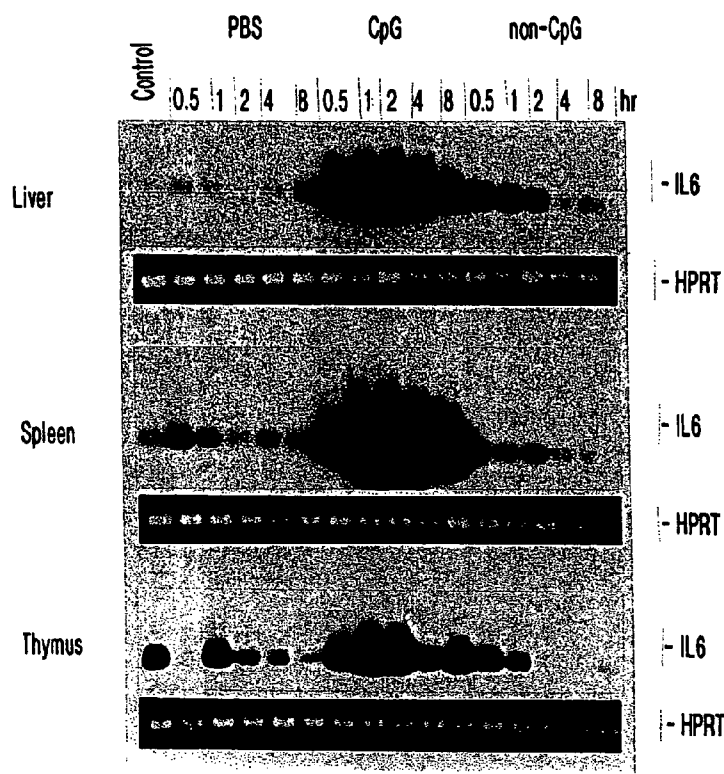 PBS CpG non-CpG
Control 0.5 1 2 4 8 0.5 1 2 4 8 0.5 1 2 4 8 hr
Liver - IL6
- HPRT
Spleen - IL6
- HPRT
Thymus - IL6
- HPRT